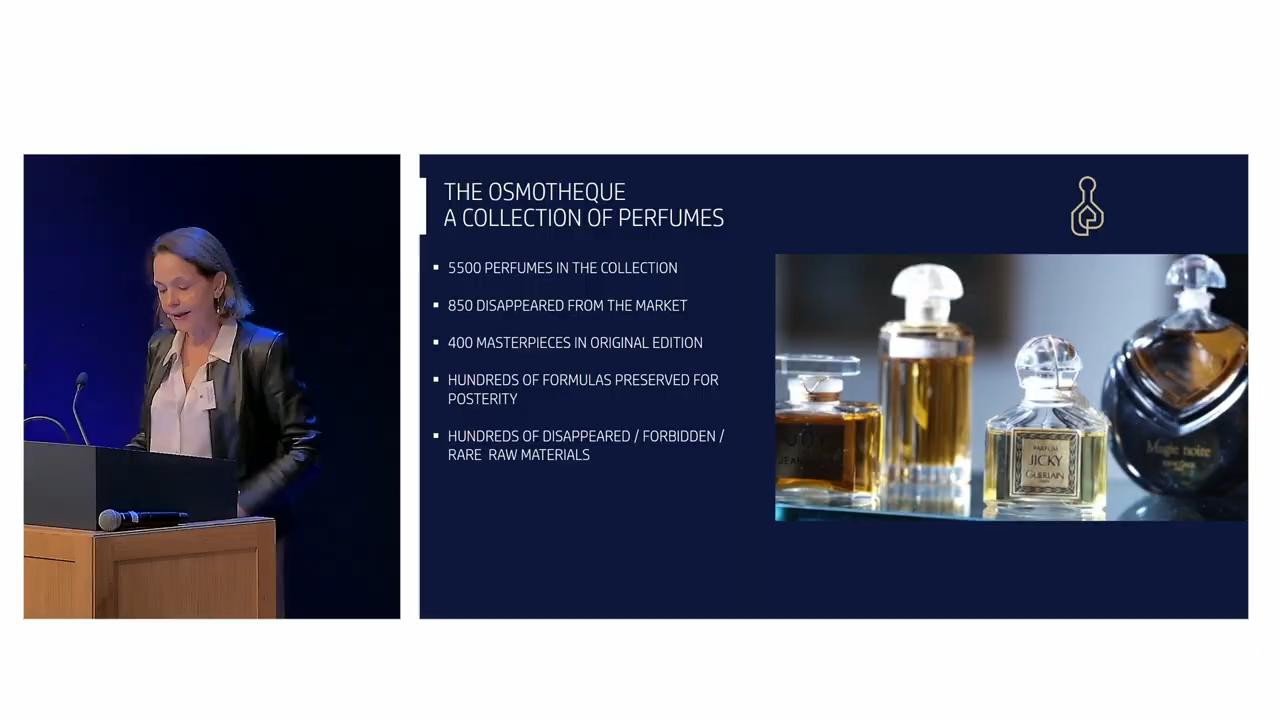 THE OSMOTHEQUE
A COLLECTION OF PERFUMES
5500 PERFUMES IN THE COLLECTION
850 DISAPPEARED FROM THE MARKET
400 MASTERPIECES IN ORIGINAL EDITION
HUNDREDS OF FORMULAS PRESERVED FOR
POSTERITY
HUNDREDS OF DISAPPEARED / FORBIDDEN /
RARE RAW MATERIALS
JOY
JEAN
PARFUM
JICKY
GUERLAIN
Magie noire